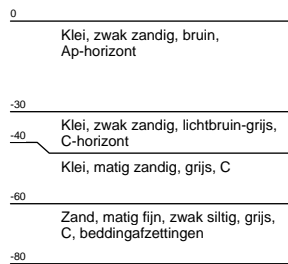 0
Klei, zwak zandig, bruin,
Ap-horizont
-30
Klei, zwak zandig, lichtbruin-grijs,
C-horizont
-40
Klei, matig zandig, grijs, C
-60
Zand, matig fijn, zwak siltig, grijs,
C, beddingafzettingen
-80